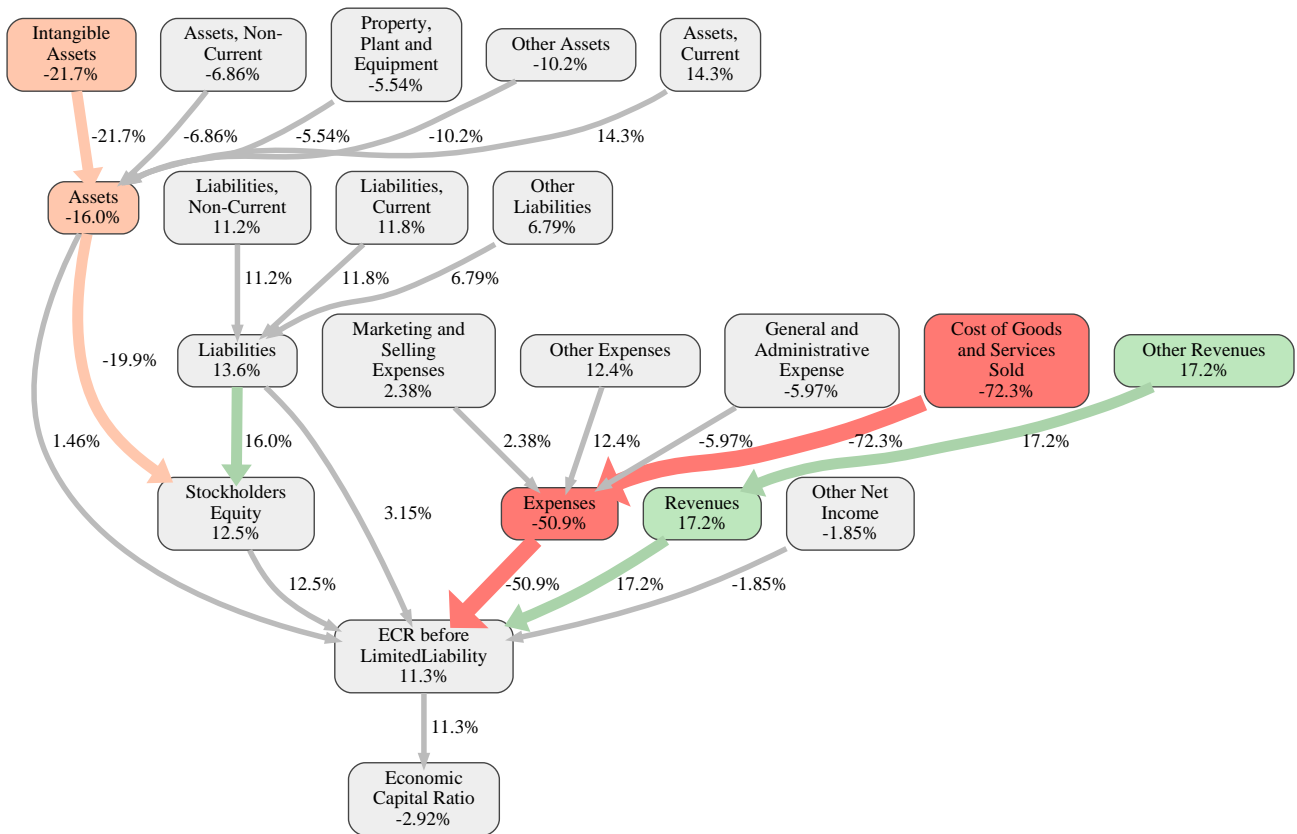 Intangible
Assets
-21.7%
Assets, Non-
Current
-6.86%
Property,
Plant and
Equipment
-5.54%
Other Assets
-10.2%
Assets,
Current
14.3%
-21.7%
-6.86%
-5.54%
-10.2%
14.3%
Assets
-16.0%
Liabilities,
Non-Current
11.2%
Liabilities,
Current
11.8%
Other
Liabilities
6.79%
11.2%
11.8%
6.79%
-19.9%
Liabilities
13.6%
Marketing and
Selling
Expenses
2.38%
Other Expenses
12.4%
General and
Administrative
Expense
-5.97%
Cost of Goods
and Services
Sold
-72.3%
Other Revenues
17.2%
1.46%
16.0%
2.38%
12.4%
-5.97%
-72.3%
17.2%
Stockholders
Equity
12.5%
3.15%
Expenses
-50.9%
Revenues
17.2%
Other Net
Income
-1.85%
12.5%
-50.9%
17.2%
-1.85%
ECR before
LimitedLiability
11.3%
11.3%
Economic
Capital Ratio
-2.92%